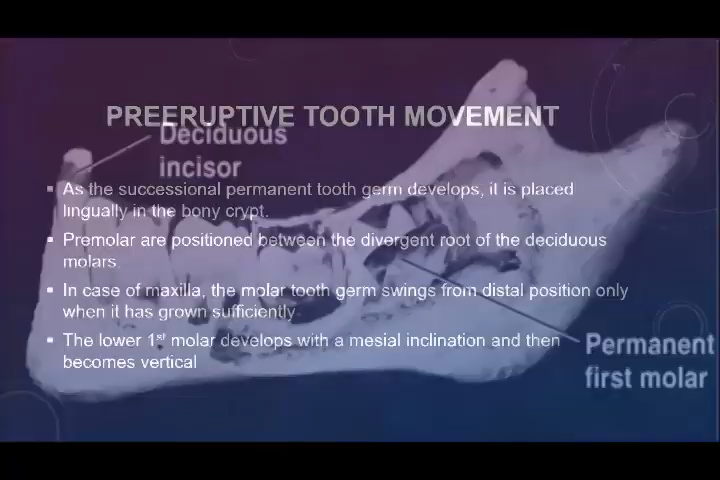 PREERUPTIVE TOOTH MOVEMENT
Deciduous
incisor
▪ As the successional permanent tooth germ develops, it is placed
lingually in the bony crypt.
▪ Premolar are positioned between the divergent root of the deciduous
molars.
▪ In case of maxilla, the molar tooth germ swings from distal position only
when it has grown sufficiently
▪ The lower 1st molar develops with a mesial inclination and then
becomes vertical
Permanent
first molar